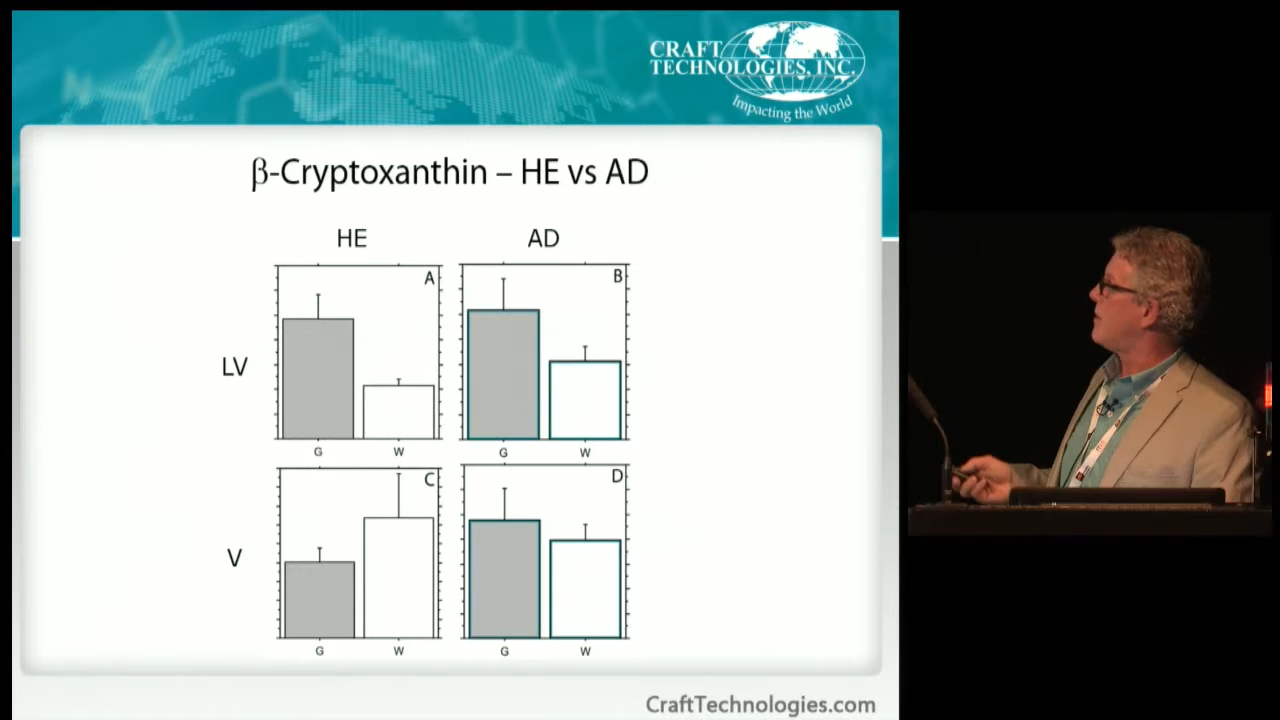 CRAFT
TECHNOLOGIES, INC.
Impacting the World
β-Cryptoxanthin – HE vs AD
HE AD
A B
LV
G W G W
C D
V
G W G W
CraftTechnologies.com